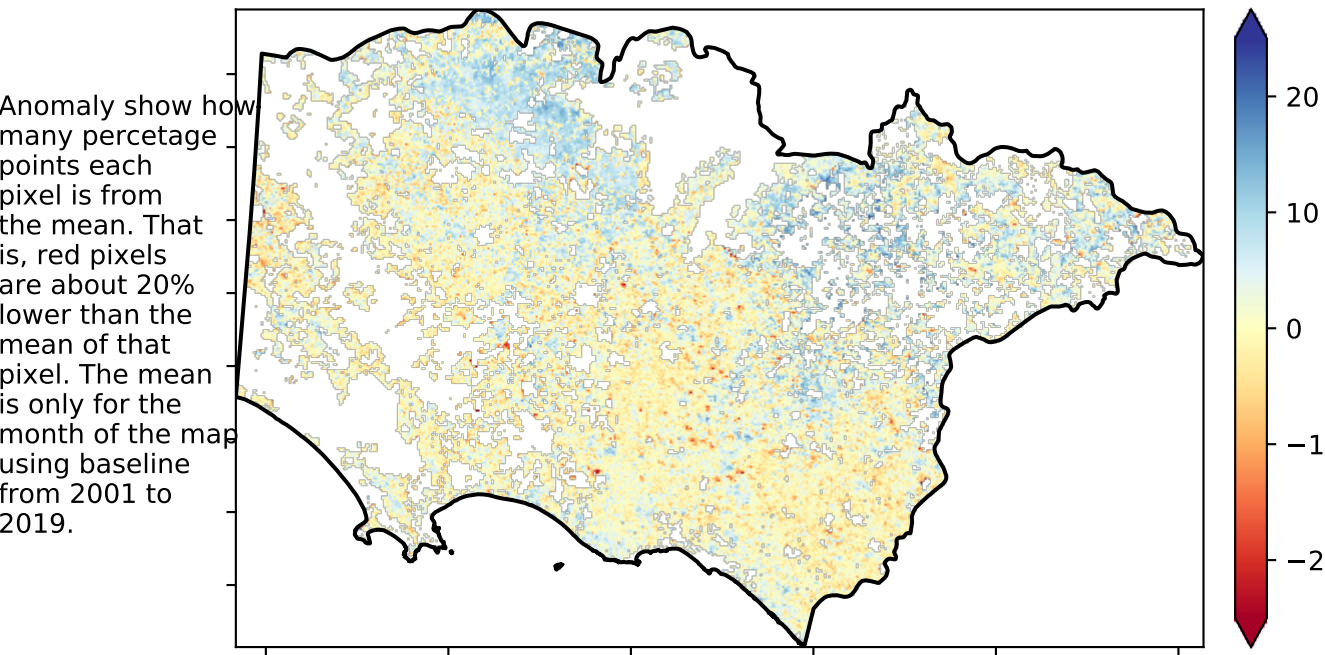 Anomaly show how
many percetage
points each
pixel is from
the mean. That
is, red pixels
are about 20%
lower than the
mean of that
pixel. The mean
is only for the
month of the map
using baseline
from 2001 to
2019.
20
10
0
−1
−2